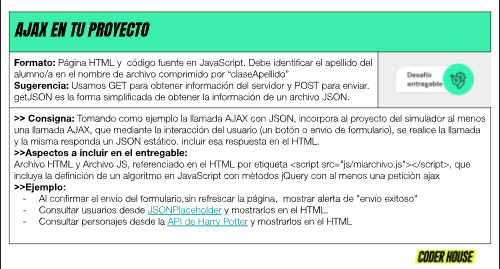 AJAX EN TU PROYECTO
Formato: Página HTML y código fuente en JavaScript. Debe identificar el apellido del
alumno/a en el nombre de archivo comprimido por “claseApellido”
Sugerencia: Usamos GET para obtener información del servidor y POST para enviar.
getJSON es la forma simplificada de obtener la información de un archivo JSON.
Desafío
entregable
>> Consigna: Tomando como ejemplo la llamada AJAX con JSON, incorpora al proyecto del simulador al menos
una llamada AJAX, que mediante la interacción del usuario (un botón o envío de formulario), se realice la llamada
y la misma responda un JSON estático. incluir esa respuesta en el HTML.
>>Aspectos a incluir en el entregable:
Archivo HTML y Archivo JS, referenciado en el HTML por etiqueta <script src="js/miarchivo.js"></script>, que
incluya la definición de un algoritmo en JavaScript con mètodos jQuery con al menos una petición ajax
>>Ejemplo:
- Al confirmar el envío del formulario,sin refrescar la página, mostrar alerta de "envío exitoso"
- Consultar usuarios desde JSONPlaceholder y mostrarlos en el HTML.
- Consultar personajes desde la API de Harry Potter y mostrarlos en el HTML
CODER HOUSE